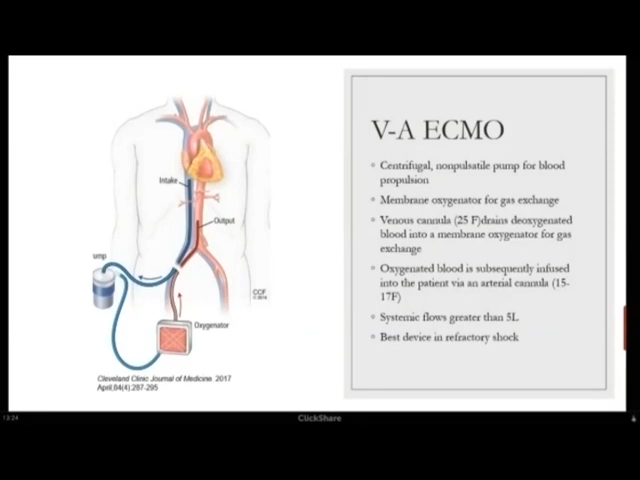 V-A ECMO
Centrifugal, nonpulsatile pump for blood
propulsion
Membrane oxygenator for gas exchange
Venous cannula (25 F)drains deoxygenated
blood into a membrane oxygenator for gas
exchange
Oxygenated blood is subsequently infused
into the patient via an arterial cannula (15-
17F)
Systemic flows greater than 5L
Best device in refractory shock
Intake
Output
ump
Oxygenator
CCF
©2016
Cleveland Clinic Journal of Medicine. 2017
April;84(4):287-295
13:24
ClickShare